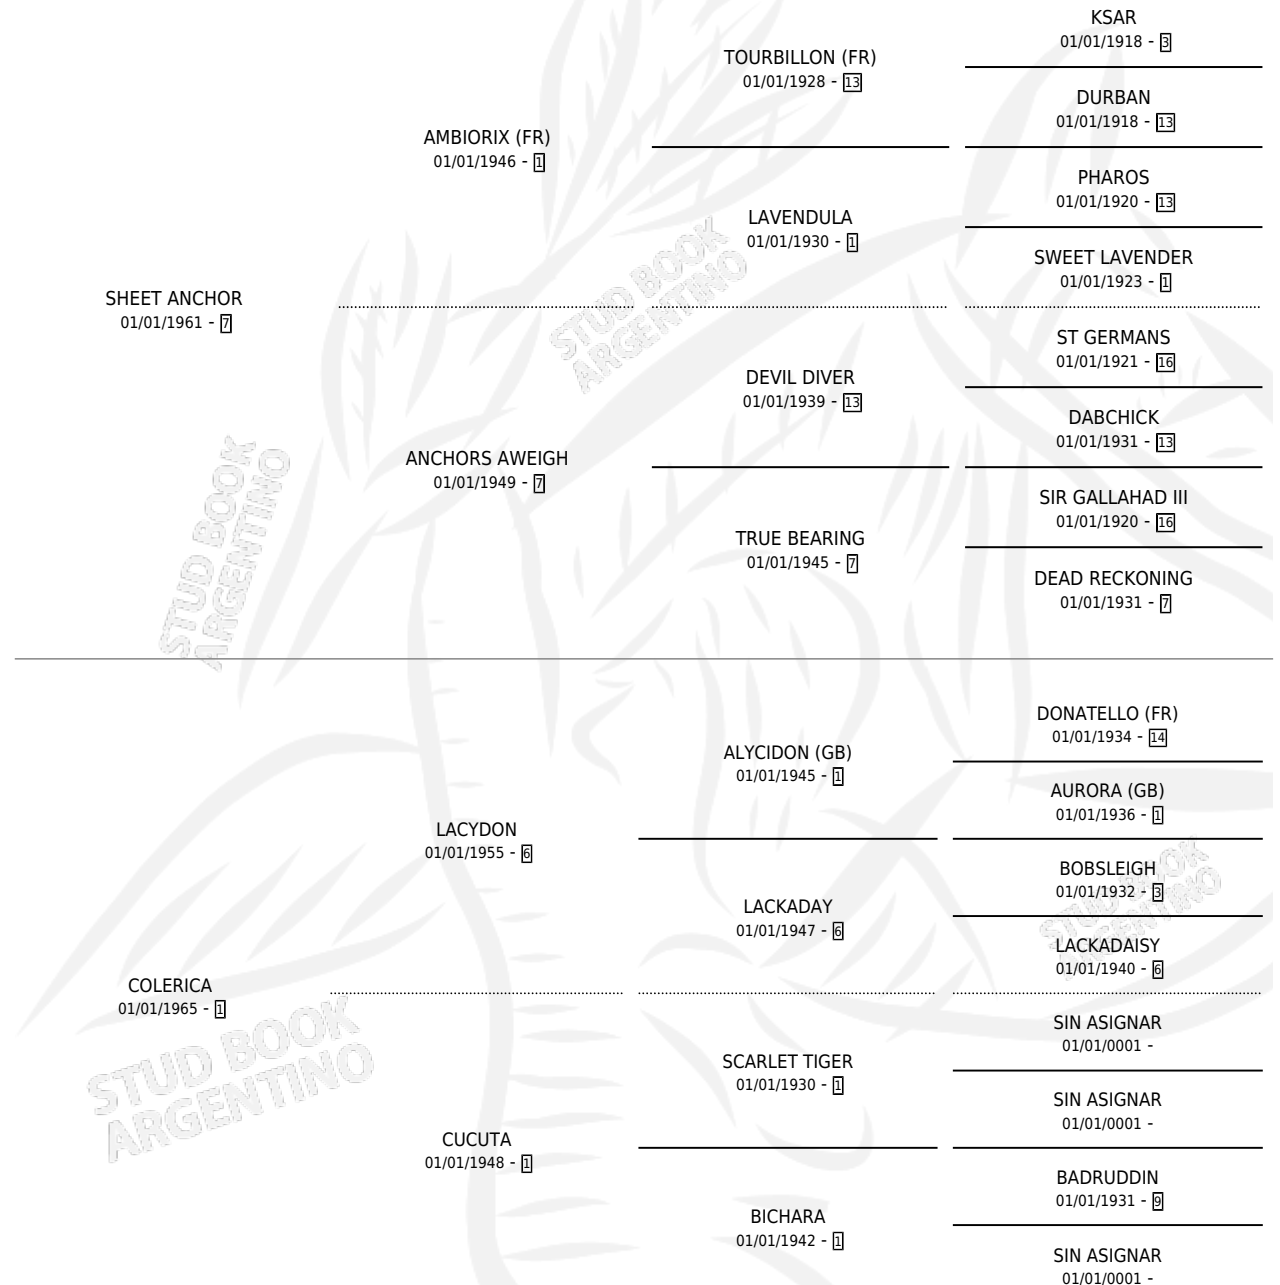 KSAR
01/01/1918 - 3
TOURBILLON (FR)
01/01/1928 - 13
DURBAN
01/01/1918 - 13
AMBIORIX (FR)
01/01/1946 - 1
PHAROS
01/01/1920 - 13
LAVENDULA
01/01/1930 - 1
SWEET LAVENDER
01/01/1923 - 1
SHEET ANCHOR
01/01/1961 - 7
ST GERMANS
01/01/1921 - 16
DEVIL DIVER
01/01/1939 - 13
DABCHICK
01/01/1931 - 13
ANCHORS AWEIGH
01/01/1949 - 7
SIR GALLAHAD III
01/01/1920 - 16
TRUE BEARING
01/01/1945 - 7
DEAD RECKONING
01/01/1931 - 7
DONATELLO (FR)
01/01/1934 - 14
ALYCIDON (GB)
01/01/1945 - 1
AURORA (GB)
01/01/1936 - 1
LACYDON
01/01/1955 - 6
BOBSLEIGH
01/01/1932 - 3
LACKADAY
01/01/1947 - 6
LACKADAISY
01/01/1940 - 6
COLERICA
01/01/1965 - 1
SIN ASIGNAR
01/01/0001 -
SCARLET TIGER
01/01/1930 - 1
SIN ASIGNAR
01/01/0001 -
CUCUTA
01/01/1948 - 1
BADRUDDIN
01/01/1931 - 9
BICHARA
01/01/1942 - 1
SIN ASIGNAR
01/01/0001 -
STUD BOOK
ARGENTINO
STUD BOOK
ARGENTINO
STUD BOOK
ARGENTINO
STUD BOOK
ARGENTINO